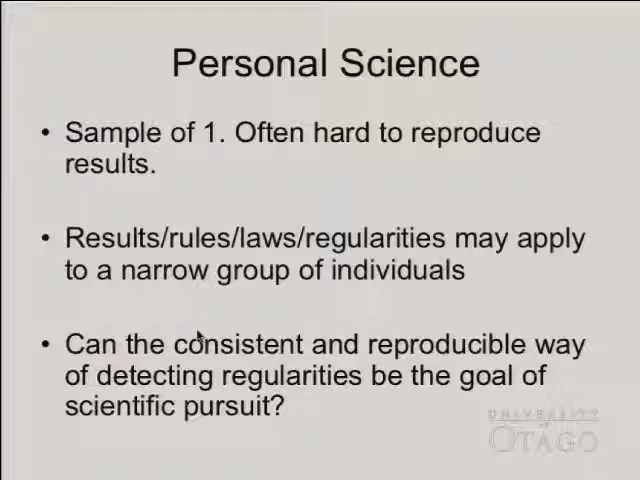 Personal Science
• Sample of 1. Often hard to reproduce
results.
• Results/rules/laws/regularities may apply
to a narrow group of individuals
• Can the consistent and reproducible way
of detecting regularities be the goal of
scientific pursuit?
UNIVERSITY
of
OTAGO